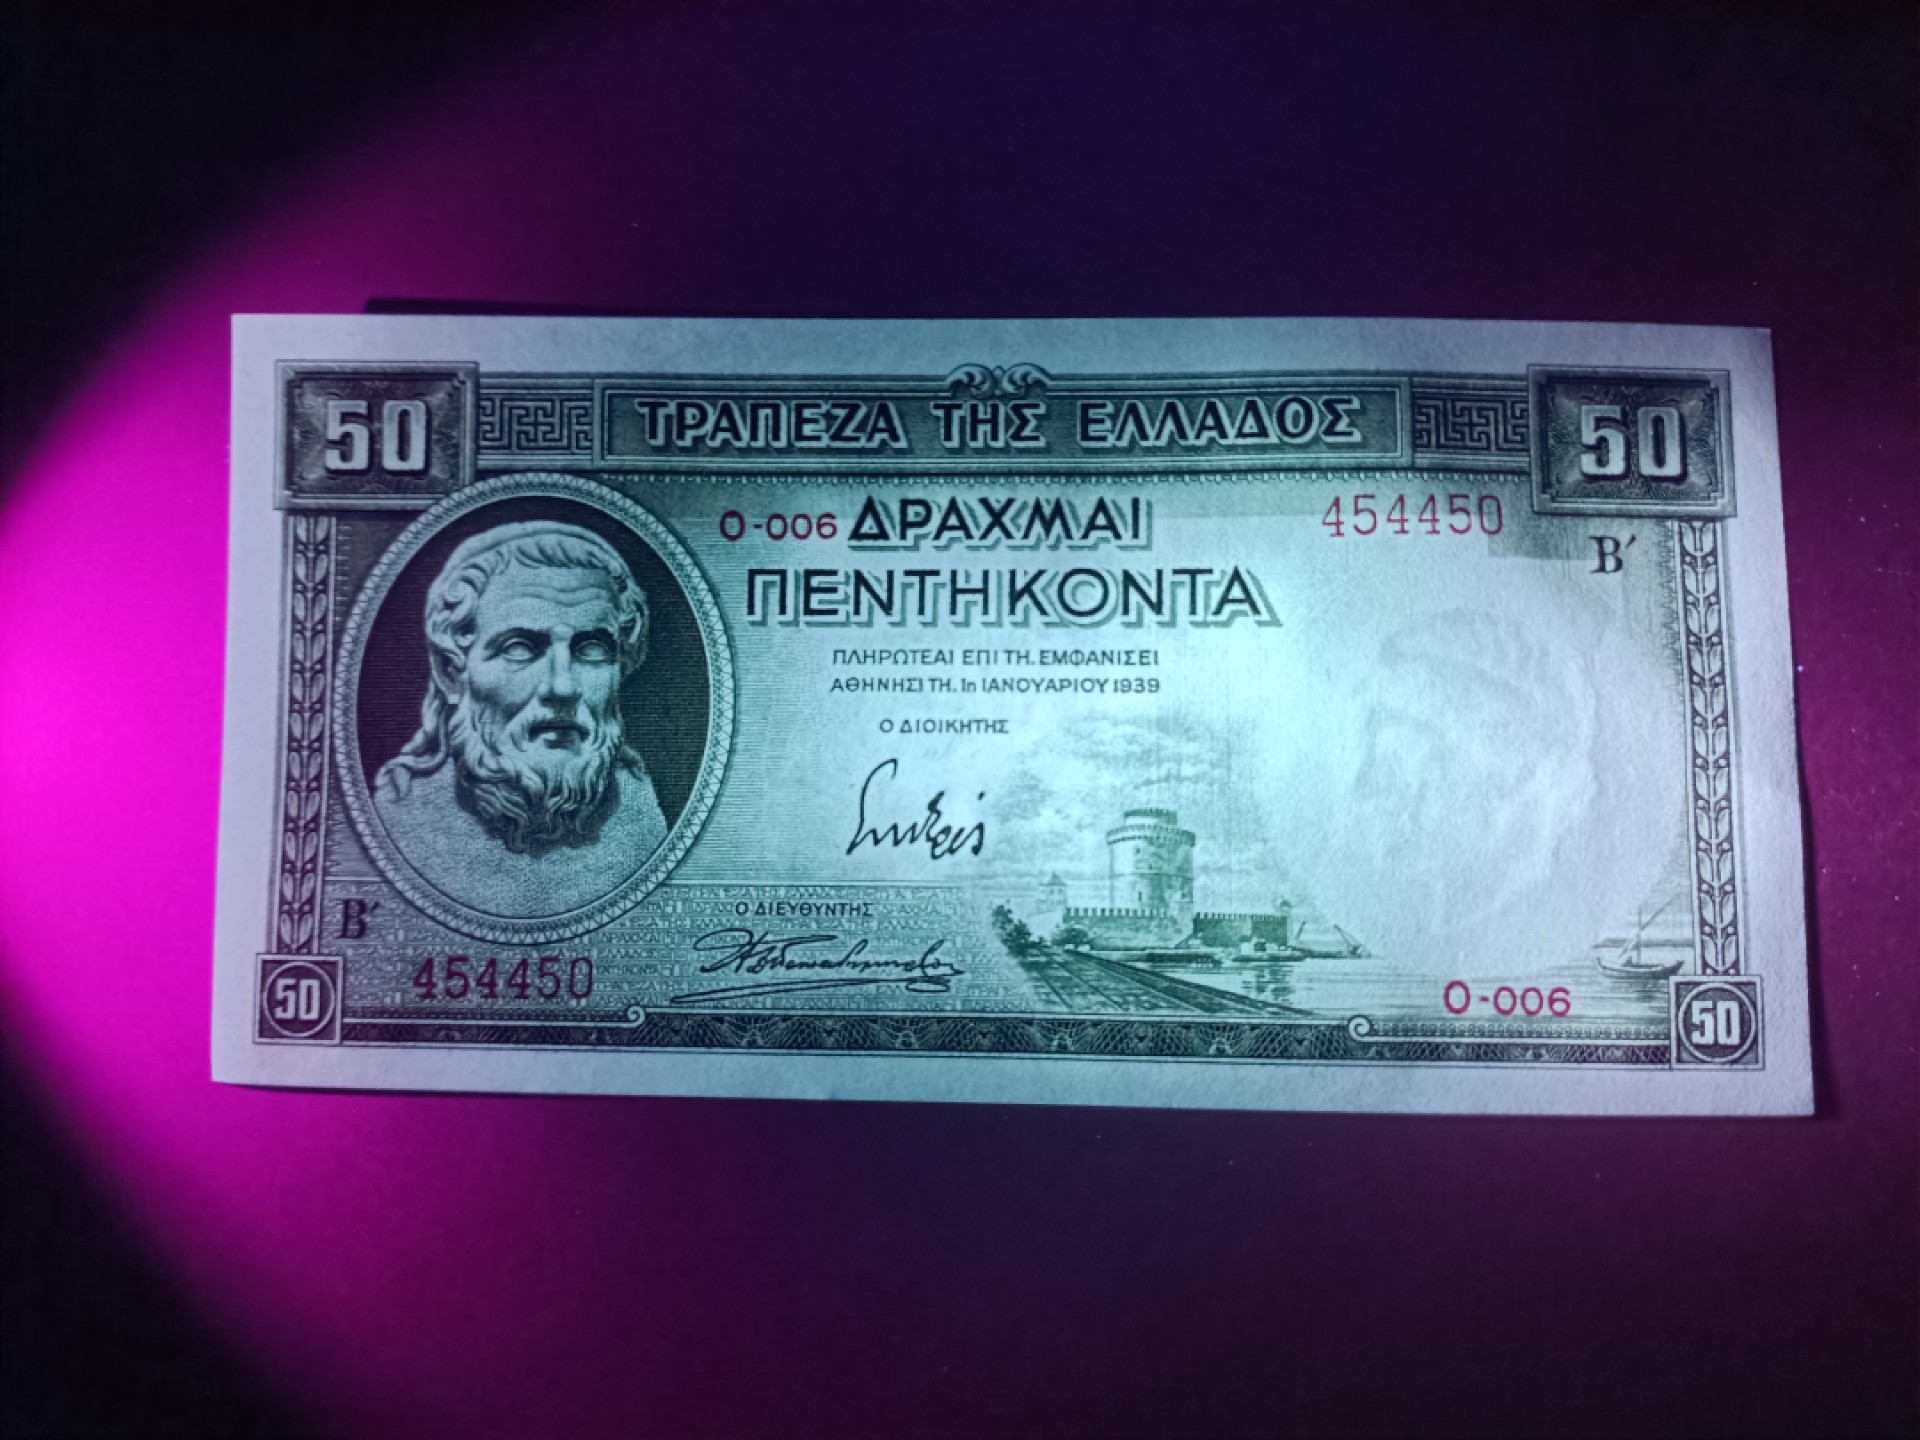 50 ΤΡΑΠΕΖΑ ΤΗΣ ΕΛΛΑΔΟΣ 50
Ο-006 ΔΡΑΧΜΑΙ 454450
Β′
ΠΕΝΤΗΚΟΝΤΑ
ΠΛΗΡΩΤΕΑΙ ΕΠΙ ΤΗ. ΕΜΦΑΝΙΣΕΙ
ΑΘΗΝΗΣΙ ΤΗ. 1η ΙΑΝΟΥΑΡΙΟΥ 1939
Ο ΔΙΟΙΚΗΤΗΣ
Β′
Ο ΔΙΕΥΘΥΝΤΗΣ
454450
Ο-006
50 50